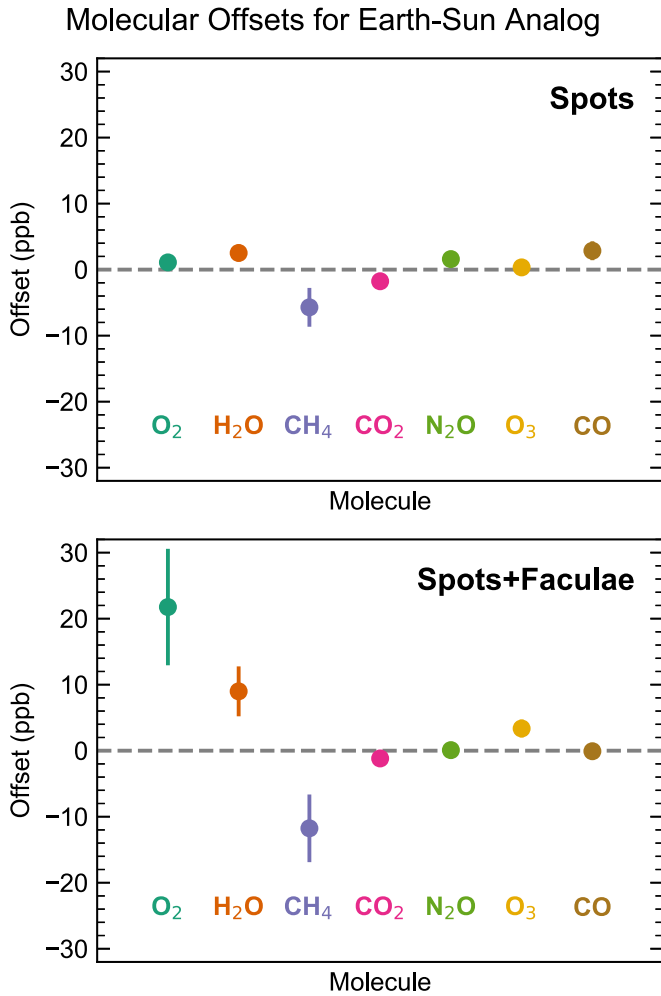 Molecular Offsets for Earth-Sun Analog
Spots
30
20
10
0
−10
−20
−30
Offset (ppb)
O₂ H₂O CH₄ CO₂ N₂O O₃ CO
Molecule
Spots+Faculae
30
20
10
0
−10
−20
−30
Offset (ppb)
O₂ H₂O CH₄ CO₂ N₂O O₃ CO
Molecule